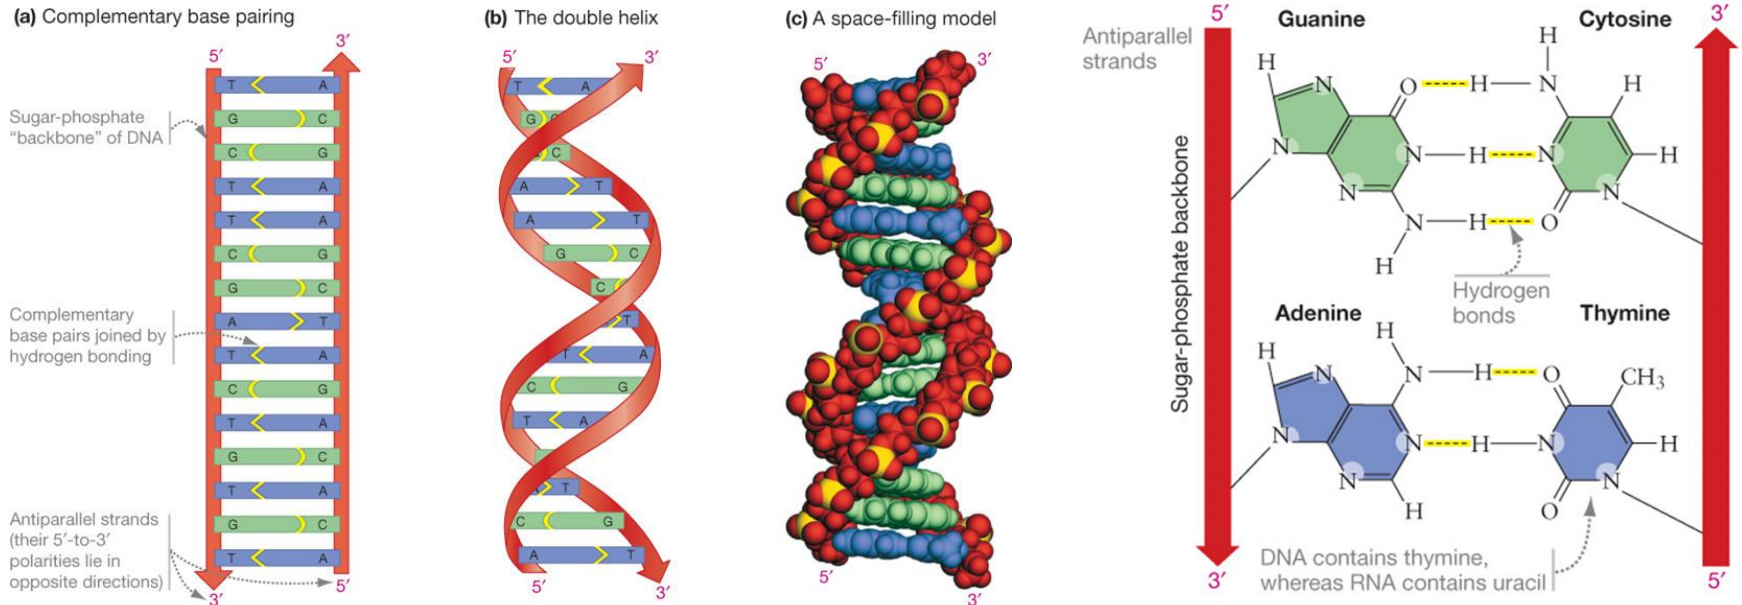 (a) Complementary base pairing
5′
3′
Sugar-phosphate
"backbone" of DNA
Complementary
base pairs joined by
hydrogen bonding
Antiparallel strands
(their 5′-to-3′
polarities lie in
opposite directions)
T A
G C
C G
T A
T A
C G
G C
A T
T A
C G
T A
G C
T A
G C
T A
3′
5′
(b) The double helix
5′
3′
T A
G C
C
A T
A T
G C
C
T
T A
C G
T A
T
C G
A T
5′
3′
(c) A space-filling model
5′
3′
5′
3′
Antiparallel
strands
5′
Guanine
Cytosine
3′
Sugar-phosphate backbone
H
H N O H N H
N N H N H
N N
N H O
H
Hydrogen
bonds
Adenine
Thymine
H
H N N H O CH₃
N N H N H
N N
H O
DNA contains thymine,
whereas RNA contains uracil
3′
5′